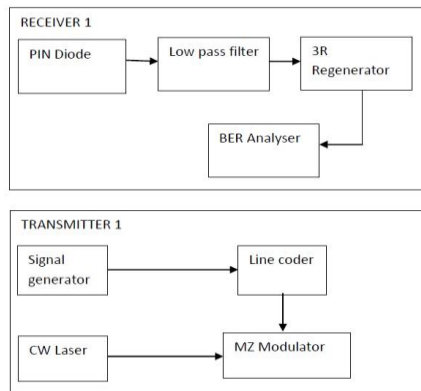 RECEIVER 1
PIN Diode
Low pass filter
3R
Regenerator
BER Analyser
TRANSMITTER 1
Signal
generator
Line coder
CW Laser
MZ Modulator